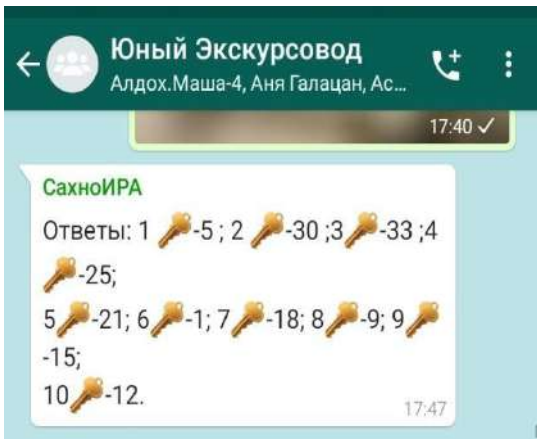 Юный Экскурсовод
Алдох.Маша-4, Аня Галацан, Ас...
17:40
СахноИРА
Ответы: 1 🔑-5 ; 2 🔑-30 ;3🔑-33 ;4
🔑-25;
5🔑-21; 6🔑-1; 7🔑-18; 8🔑-9; 9🔑
-15;
10🔑-12.
17:47